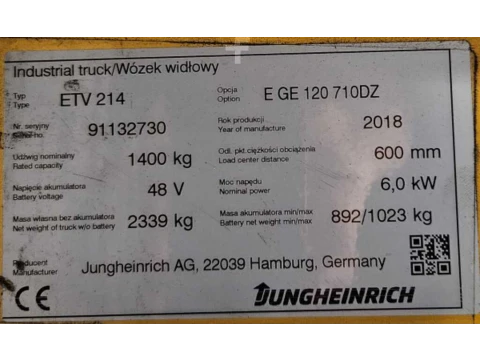 Industrial truck/Wózek widłowy
Typ
Type
ETV 214
Opcja
Option
E GE 120 710DZ
Nr. seryjny
Serial-no.
91132730
Rok produkcji
Year of manufacture
2018
Udźwig nominalny
Rated capacity
1400 kg
Odl. pkt.ciężkości obciążenia
Load center distance
600 mm
Napięcie akumulatora
Battery voltage
48 V
Moc napędu
Nominal power
6,0 kW
Masa własna bez akumulatora
Net weight of truck w/o battery
2339 kg
Masa akumulatora min/max
Battery net weight min/max
892/1023 kg
Producent
Manufacturer
Jungheinrich AG, 22039 Hamburg, Germany
CE
JUNGHEINRICH